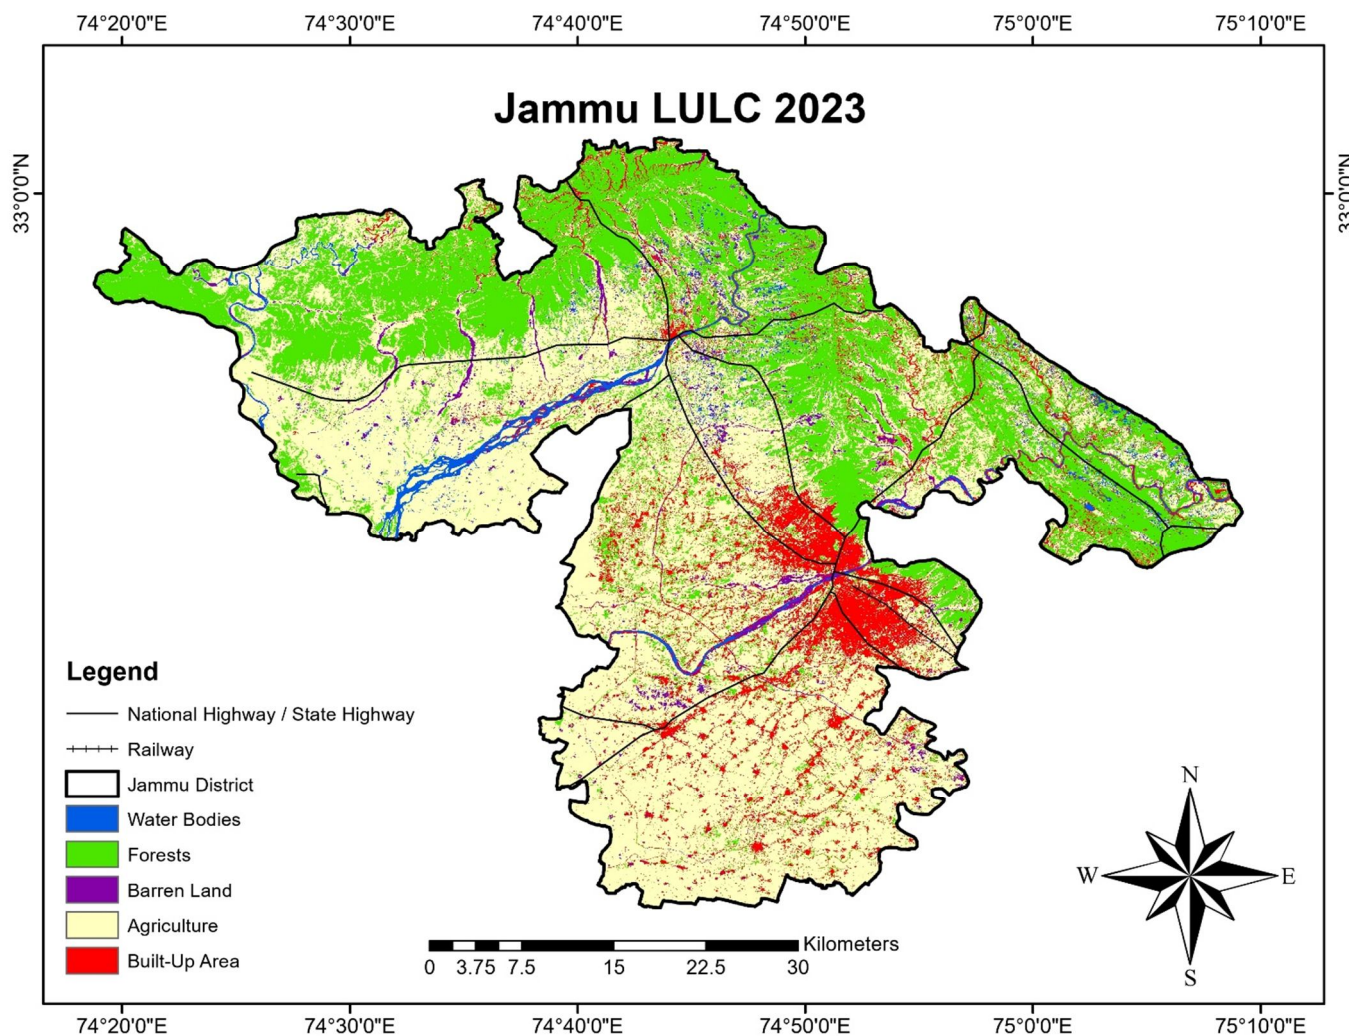 74°20'0"E 74°30'0"E 74°40'0"E 74°50'0"E 75°0'0"E 75°10'0"E
Jammu LULC 2023
33°0'0"N
33°0'0"N
Legend
National Highway / State Highway
Railway
Jammu District
Water Bodies
Forests
Barren Land
Agriculture
Built-Up Area
Kilometers
0 3.75 7.5 15 22.5 30
N
W
E
S
74°20'0"E 74°30'0"E 74°40'0"E 74°50'0"E 75°0'0"E 75°10'0"E